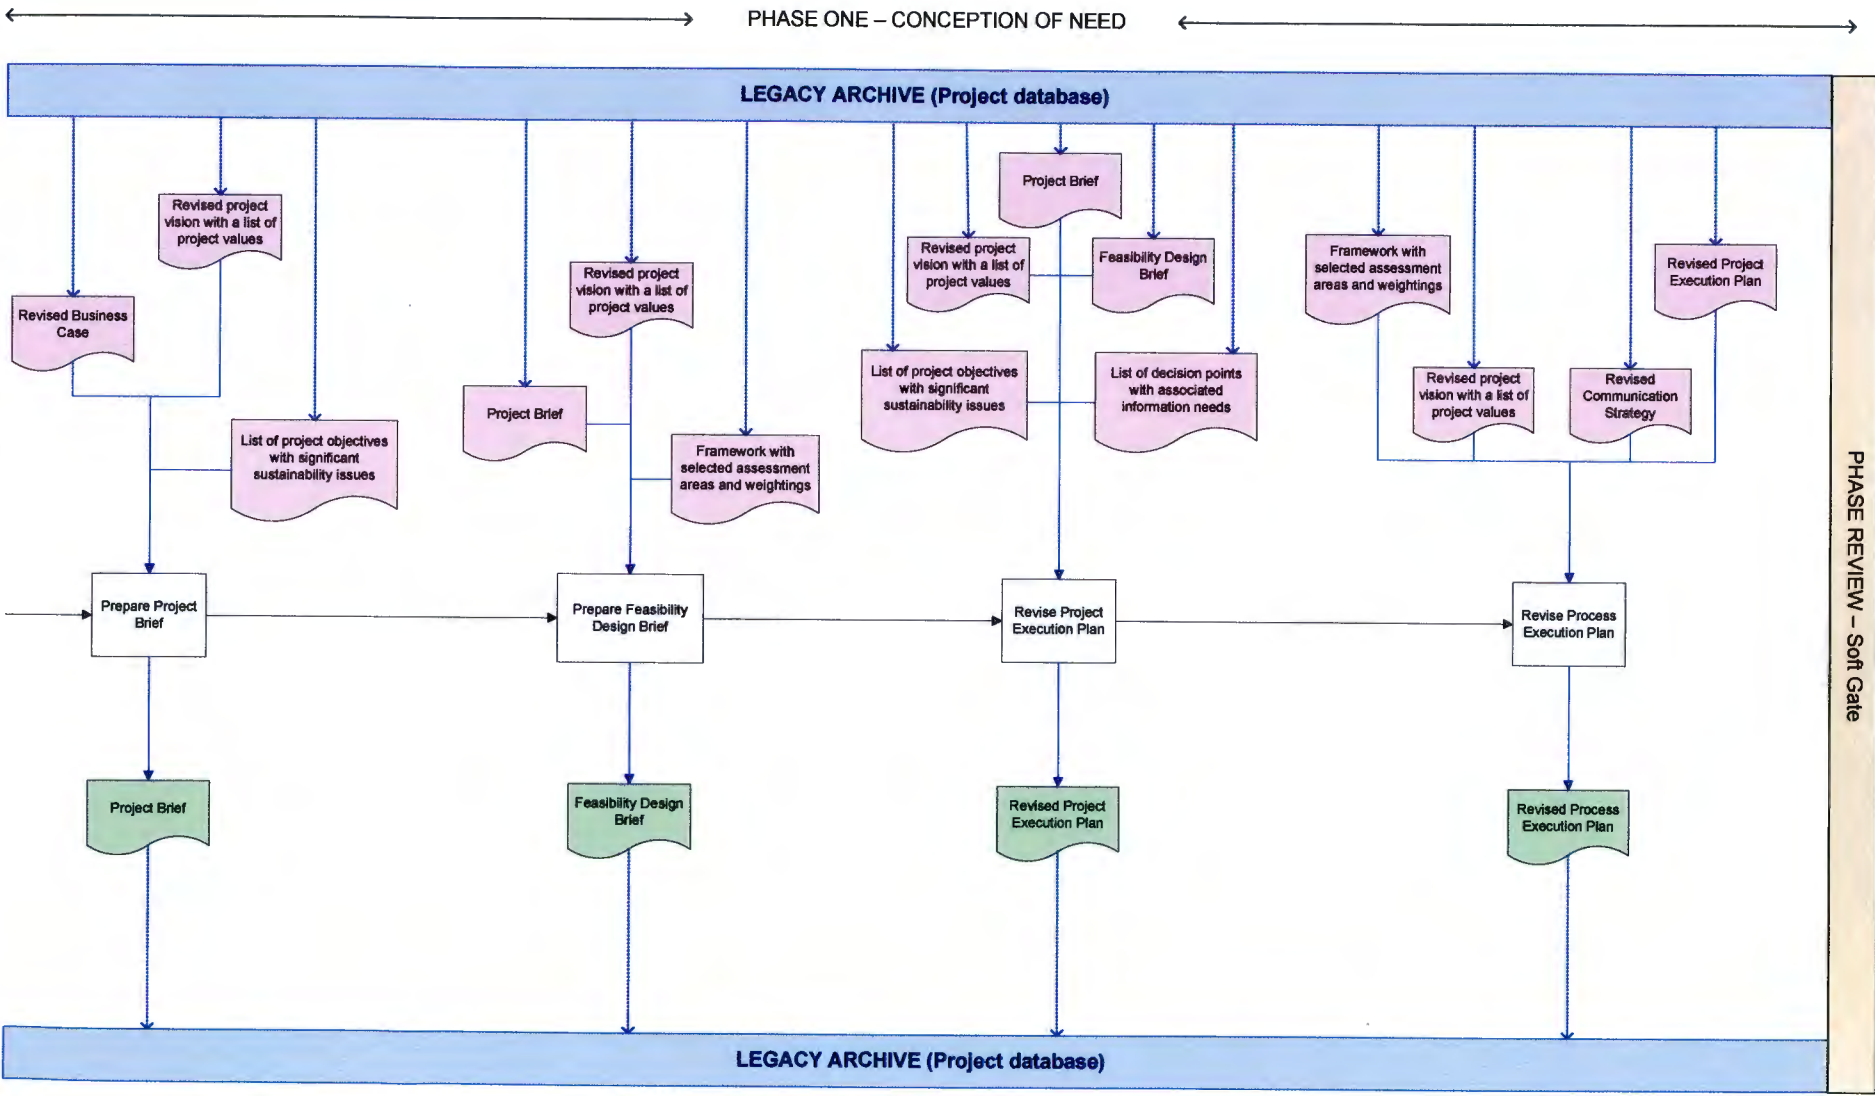 PHASE ONE – CONCEPTION OF NEED
LEGACY ARCHIVE (Project database)
Revised Business
Case
Revised project
vision with a list of
project values
List of project objectives
with significant
sustainability issues
Project Brief
Revised project
vision with a list of
project values
Framework with
selected assessment
areas and weightings
Project Brief
Revised project
vision with a list of
project values
Feasibility Design
Brief
List of project objectives
with significant
sustainability issues
List of decision points
with associated
information needs
Framework with
selected assessment
areas and weightings
Revised project
vision with a list of
project values
Revised
Communication
Strategy
Revised Project
Execution Plan
Prepare Project
Brief
Prepare Feasibility
Design Brief
Revise Project
Execution Plan
Revise Process
Execution Plan
Project Brief
Feasibility Design
Brief
Revised Project
Execution Plan
Revised Process
Execution Plan
LEGACY ARCHIVE (Project database)
PHASE REVIEW – Soft Gate